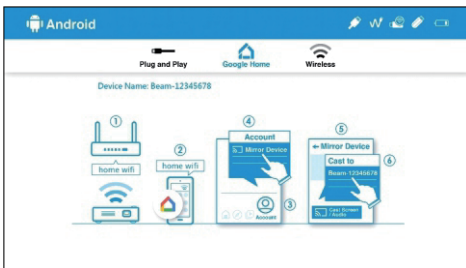 Android
Plug and Play
Google Home
Wireless
Device Name: Beam-12345678
①
home wifi
②
home wifi
④
Account
Mirror Device
③
Account
⑤
← Mirror Device
Cast to
⑥
Beam-12345678
Cast Screen
/ Audio